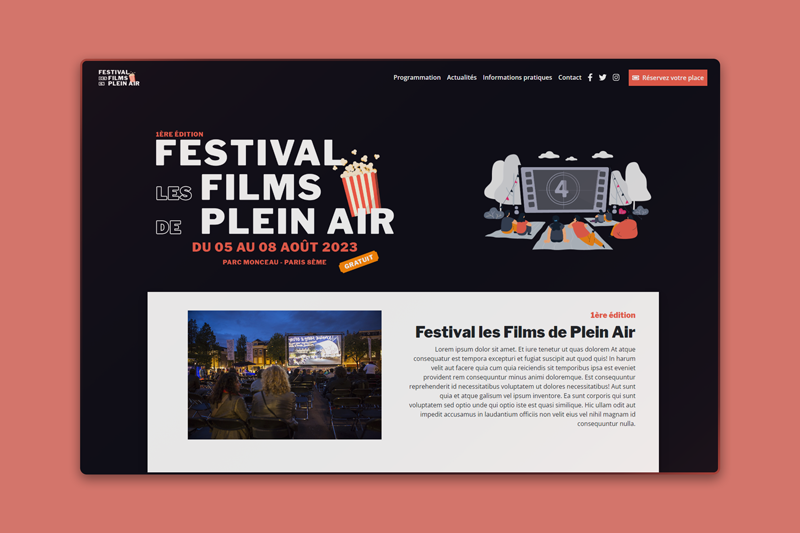 FESTIVAL
DES FILMS
DE PLEIN AIR
Programmation Actualités Informations pratiques Contact Réservez votre place
1ÈRE ÉDITION
FESTIVAL
LES FILMS
DE PLEIN AIR
DU 05 AU 08 AOÛT 2023
PARC MONCEAU - PARIS 8ÈME
GRATUIT
4
1ère édition
Festival les Films de Plein Air
Lorem ipsum dolor sit amet. Et iure tenetur ut quas dolorem At atque
consequatur est tempora excepturi et fugiat suscipit aut quod quis! In harum
velit aut facere quia cum quia reiciendis sit temporibus ipsa est eveniet
provident rem consequuntur minus animi doloremque. Est consequuntur
reprehenderit id necessitatibus voluptatem ut dolores necessitatibus! Aut sunt
quia et atque galisum vel ipsum inventore. Ea sunt corporis qui sunt
voluptatem sed optio unde qui optio iste est quasi similique. Hic ullam odit aut
impedit accusamus in laudantium officiis non velit eius vel nihil magnam id
consequuntur nulla.